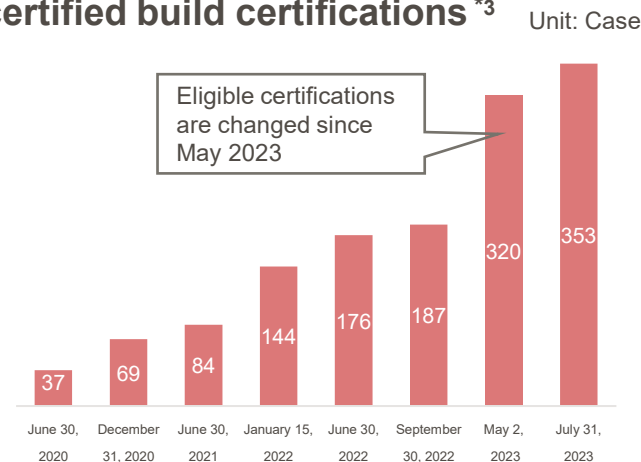 certified build certifications *3
Unit: Case
Eligible certifications
are changed since
May 2023
37
69
84
144
176
187
320
353
June 30,
2020
December
31, 2020
June 30,
2021
January 15,
2022
June 30,
2022
September
30, 2022
May 2,
2023
July 31,
2023